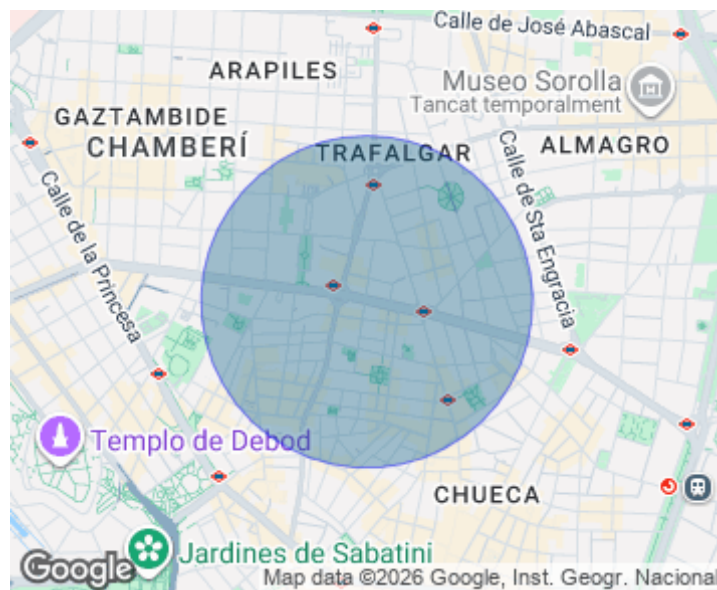 Calle de José Abascal
ARAPILES
Museo Sorolla
Tancat temporalment
GAZTAMBIDE
CHAMBERÍ
TRAFALGAR
ALMAGRO
Calle de la Princesa
Calle de Sta Engracia
Templo de Debod
CHUECA
Jardines de Sabatini
Google
Map data ©2026 Google, Inst. Geogr. Nacional